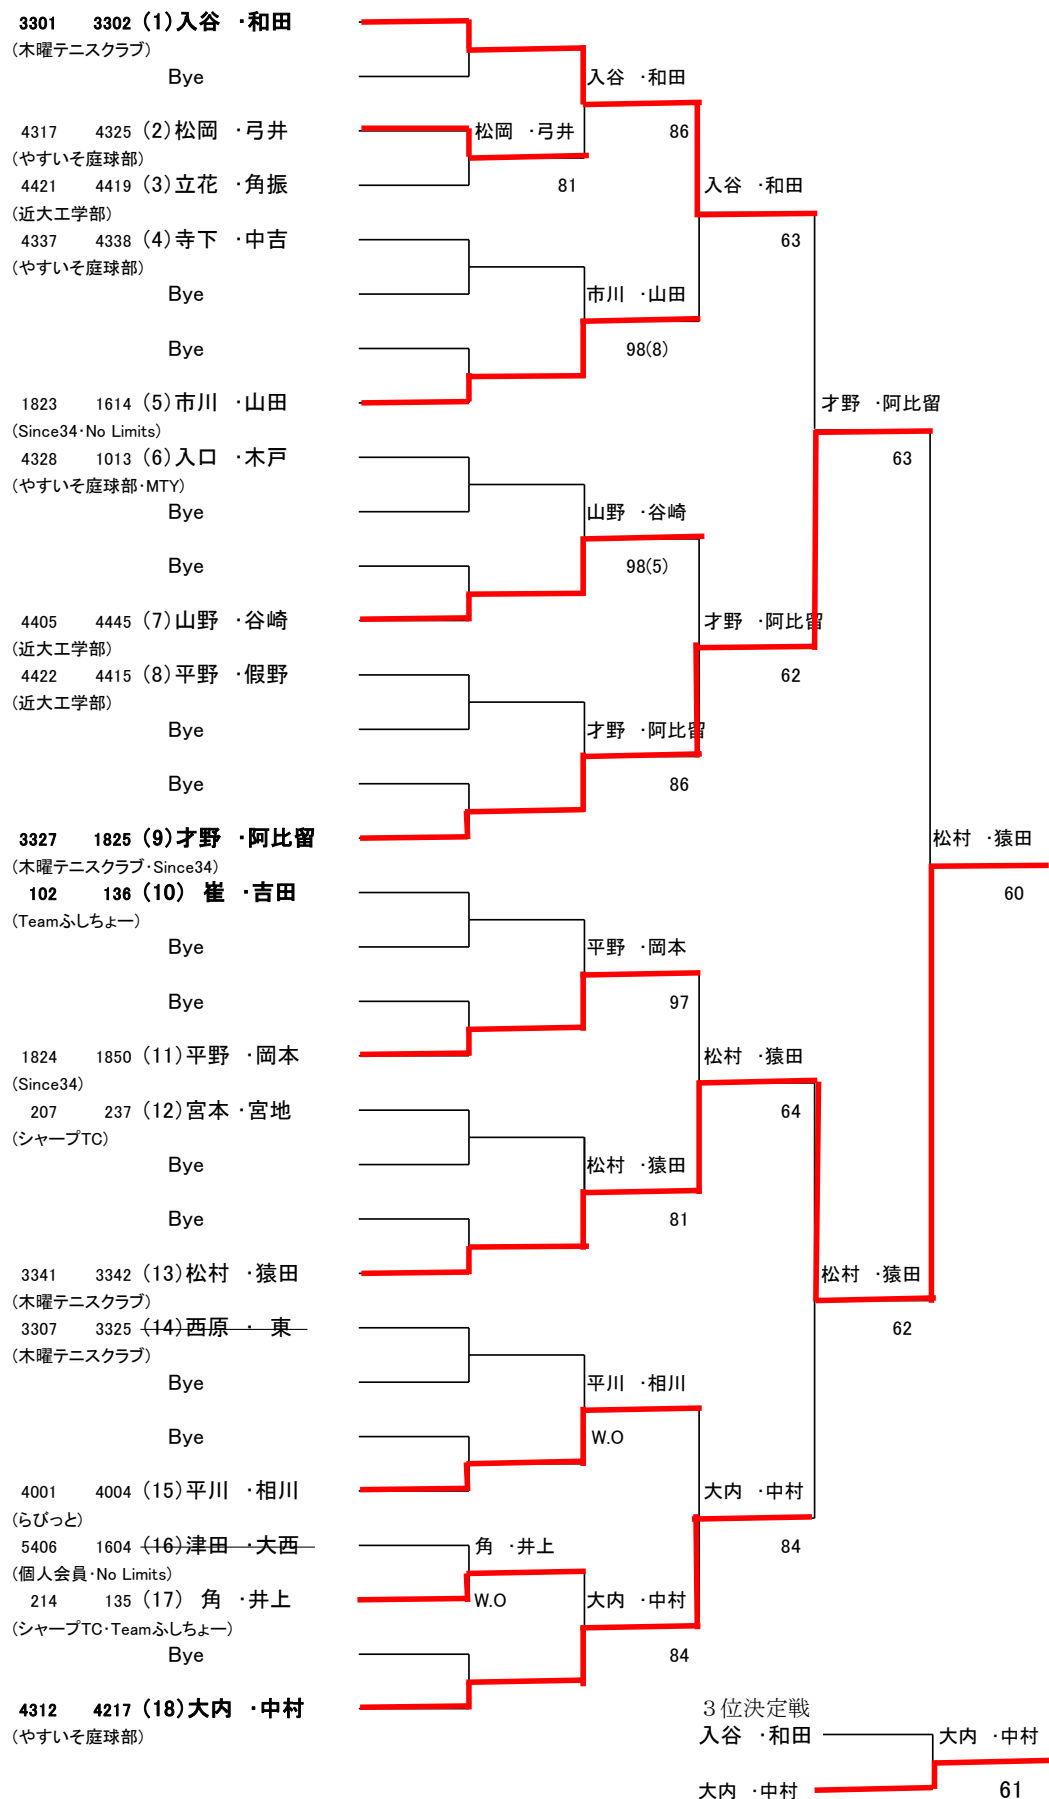 3301 3302 (1)入谷 ・和田
(木曜テニスクラブ)
Bye
入谷 ・和田
4317 4325 (2)松岡 ・弓井
松岡 ・弓井
86
(やすいそ庭球部)
4421 4419 (3)立花 ・角振
81
入谷 ・和田
(近大工学部)
4337 4338 (4)寺下 ・中吉
63
(やすいそ庭球部)
Bye
市川 ・山田
Bye
98(8)
1823 1614 (5)市川 ・山田
才野 ・阿比留
(Since34・No Limits)
4328 1013 (6)入口 ・木戸
63
(やすいそ庭球部・MTY)
Bye
山野 ・谷崎
Bye
98(5)
4405 4445 (7)山野 ・谷崎
才野 ・阿比留
(近大工学部)
4422 4415 (8)平野 ・假野
62
(近大工学部)
Bye
才野 ・阿比留
Bye
86
3327 1825 (9)才野 ・阿比留
松村 ・猿田
(木曜テニスクラブ・Since34)
102 136 (10) 崔 ・吉田
60
(Teamふしちょー)
Bye
平野 ・岡本
Bye
97
1824 1850 (11)平野 ・岡本
松村 ・猿田
(Since34)
207 237 (12)宮本 ・宮地
64
(シャープTC)
Bye
松村 ・猿田
Bye
81
3341 3342 (13)松村 ・猿田
松村 ・猿田
(木曜テニスクラブ)
3307 3325 (14)西原 ・ 東
62
(木曜テニスクラブ)
Bye
平川 ・相川
Bye
W.O
4001 4004 (15)平川 ・相川
大内 ・中村
(らびっと)
5406 1604 (16)津田 ・大西
角 ・井上
84
(個人会員・No Limits)
214 135 (17) 角 ・井上
W.O
大内 ・中村
(シャープTC・Teamふしちょー)
Bye
84
4312 4217 (18)大内 ・中村
(やすいそ庭球部)
3位決定戦
入谷 ・和田
大内 ・中村
大内 ・中村
61